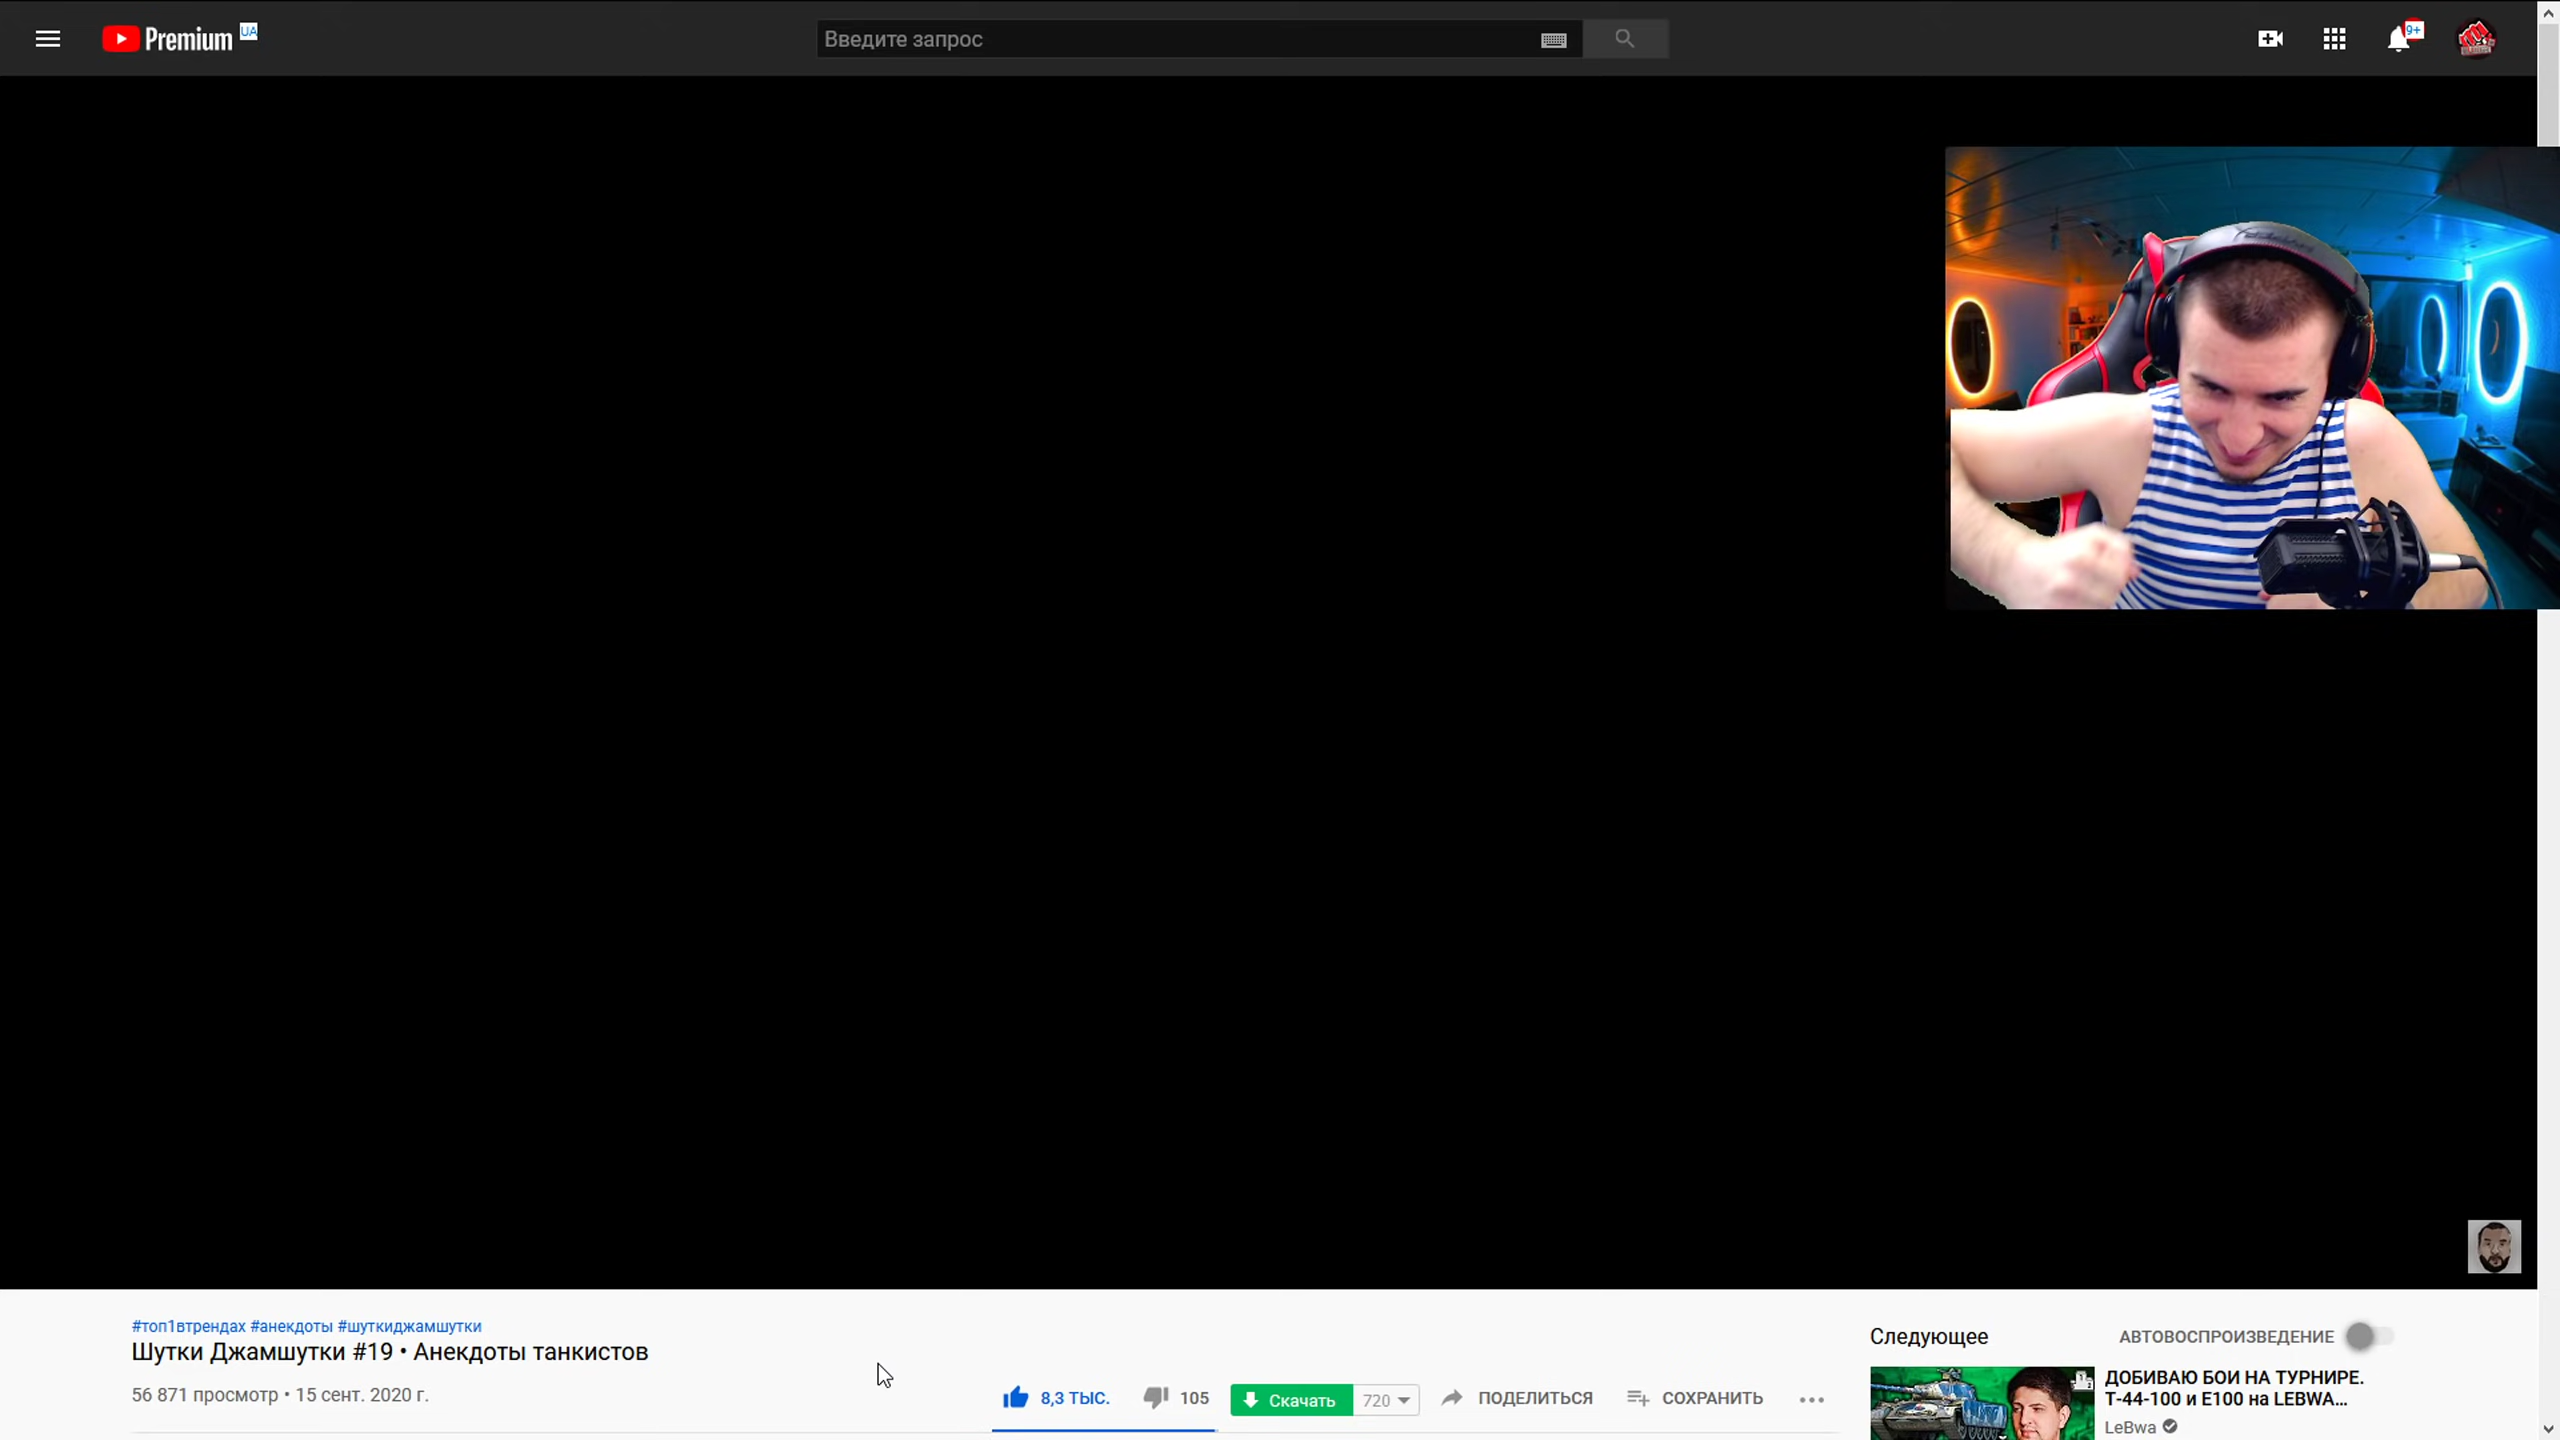 Premium UA
Введите запрос
9+
#топ1втрендах #анекдоты #шуткиджамшутки
Шутки Джамшутки #19 • Анекдоты танкистов
56 871 просмотр • 15 сент. 2020 г.
8,3 ТЫС.
105
Скачать
720
ПОДЕЛИТЬСЯ
СОХРАНИТЬ
Следующее
АВТОВОСПРОИЗВЕДЕНИЕ
ДОБИВАЮ БОИ НА ТУРНИРЕ.
Т-44-100 и Е100 на LEBWA...
LeBwa